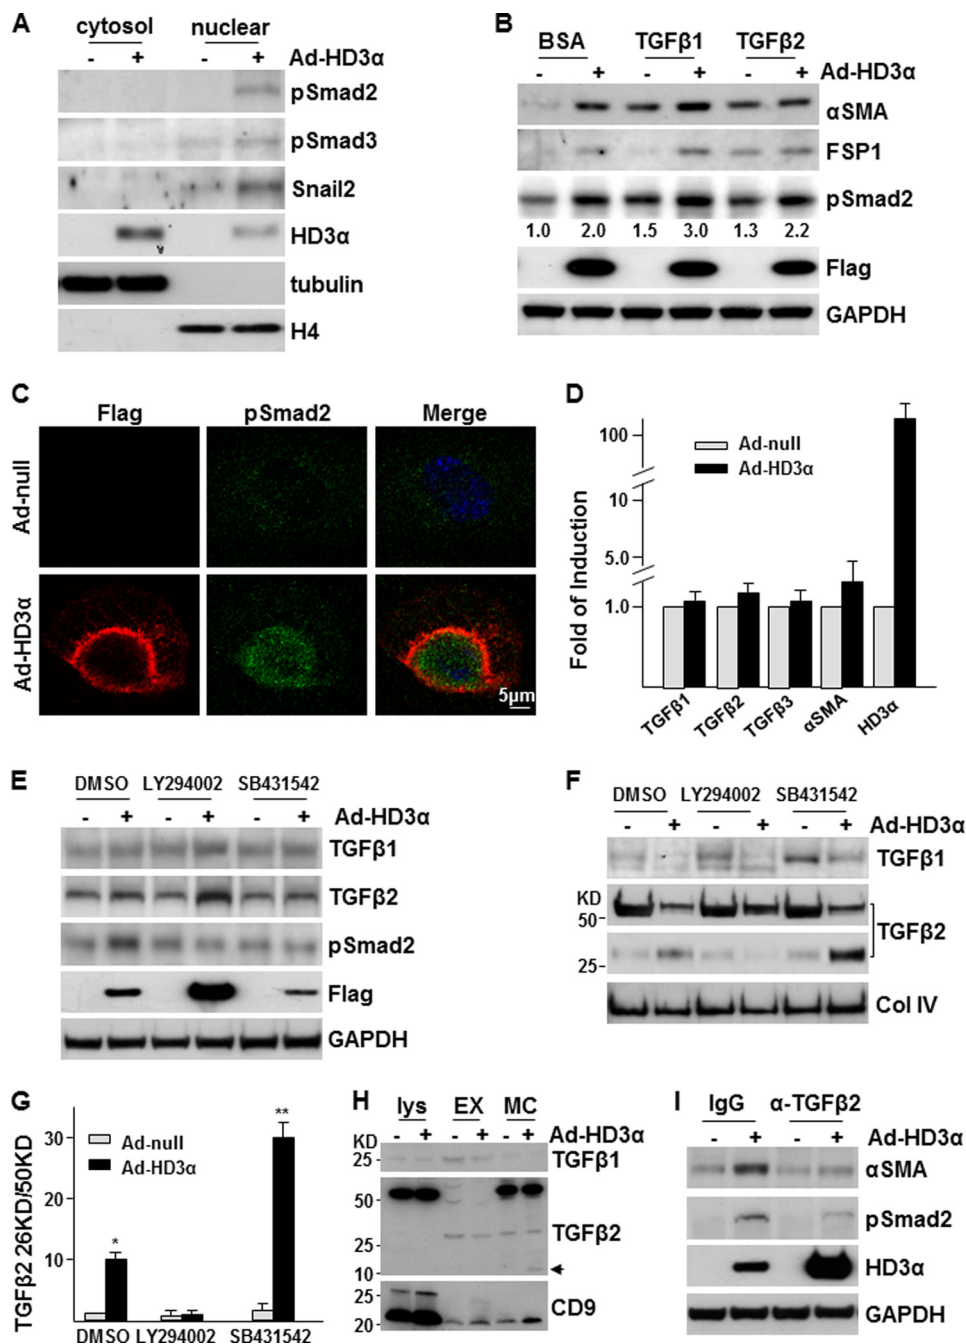 A
cytosol nuclear
- + - + Ad-HD3α
pSmad2
pSmad3
Snail2
HD3α
tubulin
H4
B
BSA TGFβ1 TGFβ2
- + - + - + Ad-HD3α
αSMA
FSP1
pSmad2
1.0 2.0 1.5 3.0 1.3 2.2
Flag
GAPDH
C
Flag pSmad2 Merge
Ad-null
Ad-HD3α
5µm
D
Fold of Induction
100
10
5.0
1.0
Ad-null
Ad-HD3α
TGFβ1 TGFβ2 TGFβ3 αSMA HD3α
E
DMSO LY294002 SB431542
- + - + - + Ad-HD3α
TGFβ1
TGFβ2
pSmad2
Flag
GAPDH
F
DMSO LY294002 SB431542
- + - + - + Ad-HD3α
TGFβ1
KD
50
TGFβ2
25
Col IV
G
TGFβ2 26KD/50KD
30
20
10
Ad-null
Ad-HD3α
* **
DMSO LY294002 SB431542
H
lys EX MC
KD - + - + - + Ad-HD3α
25 TGFβ1
50
TGFβ2
15
10
25 CD9
20
I
IgG α-TGFβ2
- + - + Ad-HD3α
αSMA
pSmad2
HD3α
GAPDH